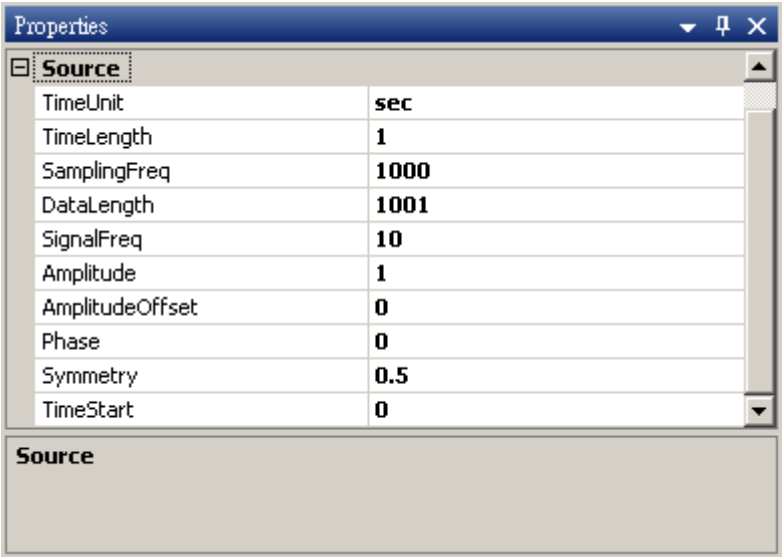 Properties
Source
TimeUnit sec
TimeLength 1
SamplingFreq 1000
DataLength 1001
SignalFreq 10
Amplitude 1
AmplitudeOffset 0
Phase 0
Symmetry 0.5
TimeStart 0
Source